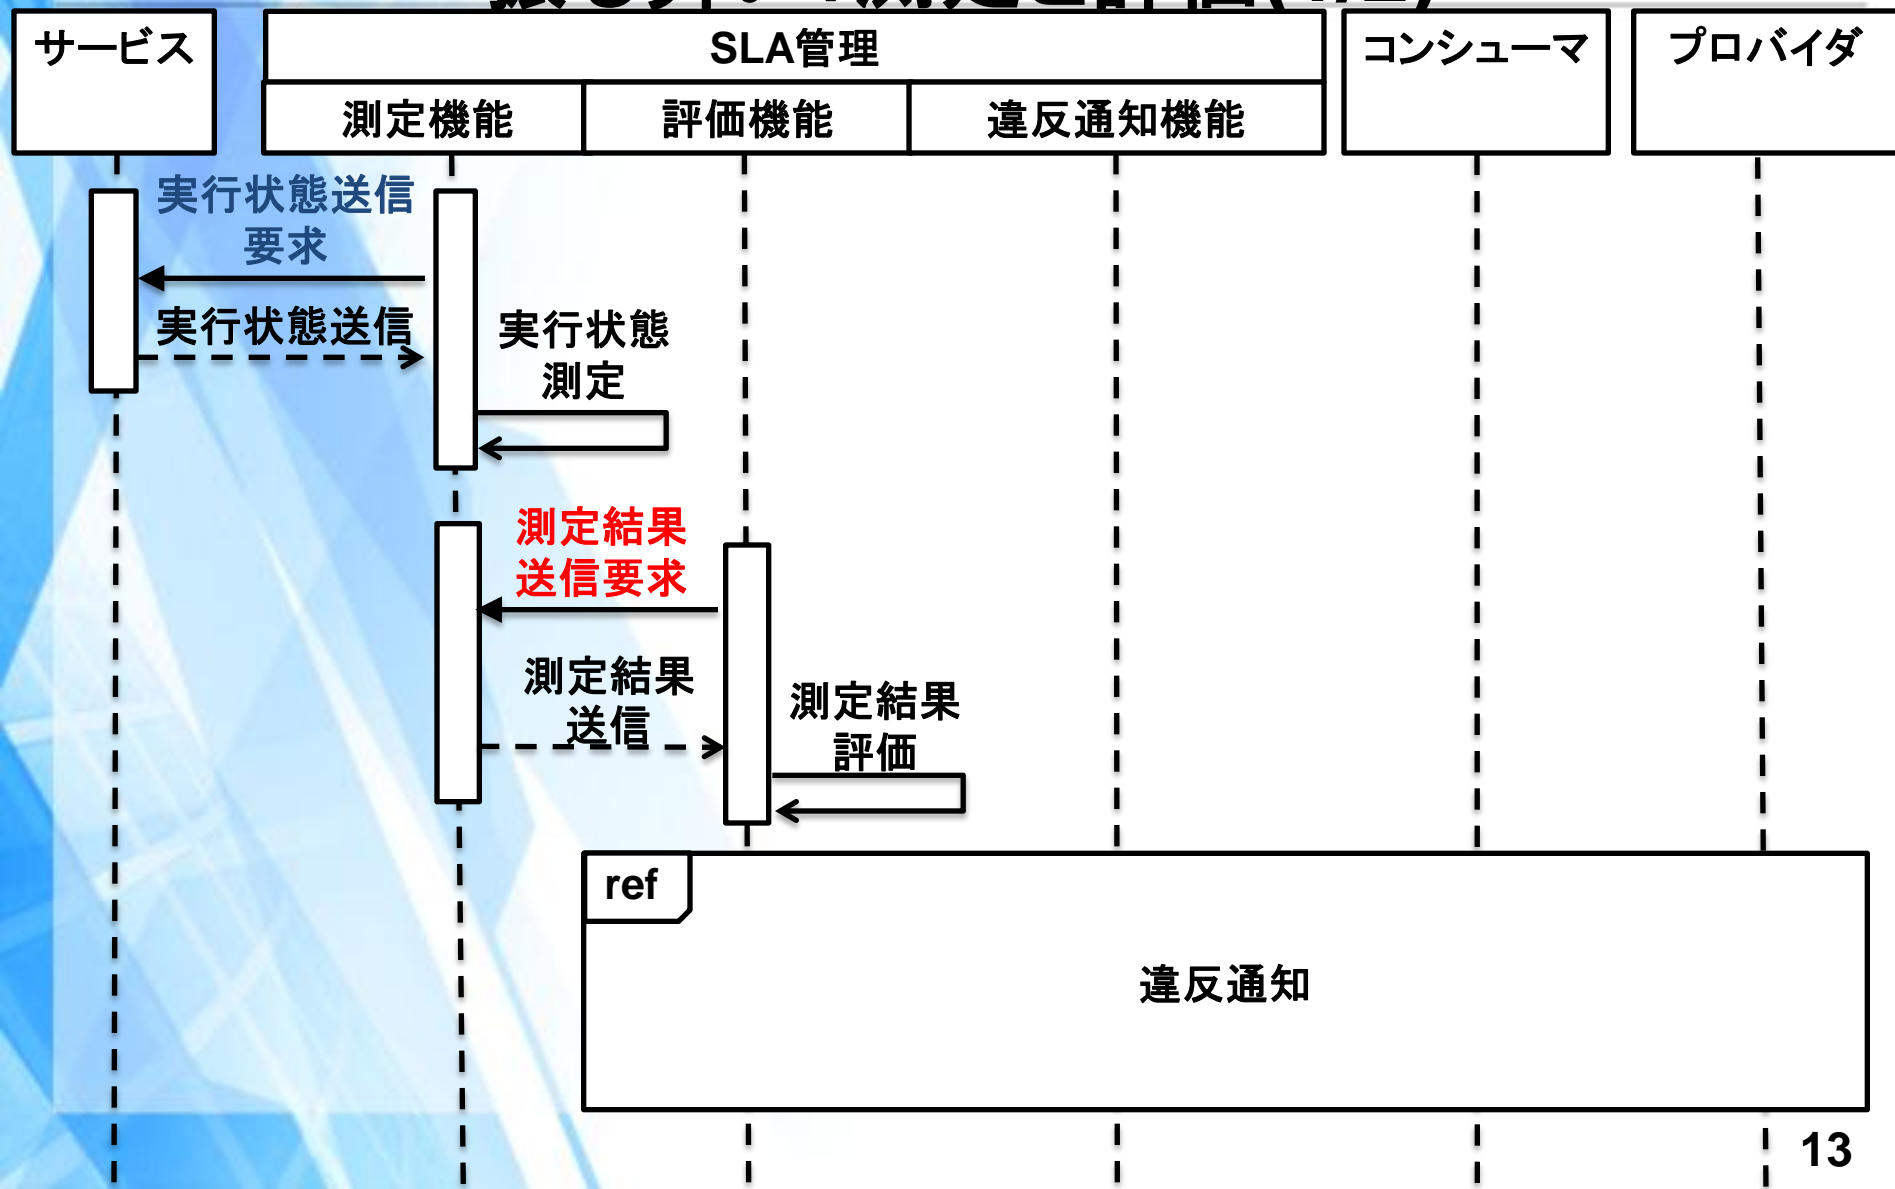 サービス
SLA管理
コンシューマ
プロバイダ
測定機能
評価機能
違反通知機能
実行状態送信
要求
実行状態送信
実行状態
測定
測定結果
送信要求
測定結果
送信
測定結果
評価
ref
違反通知
13